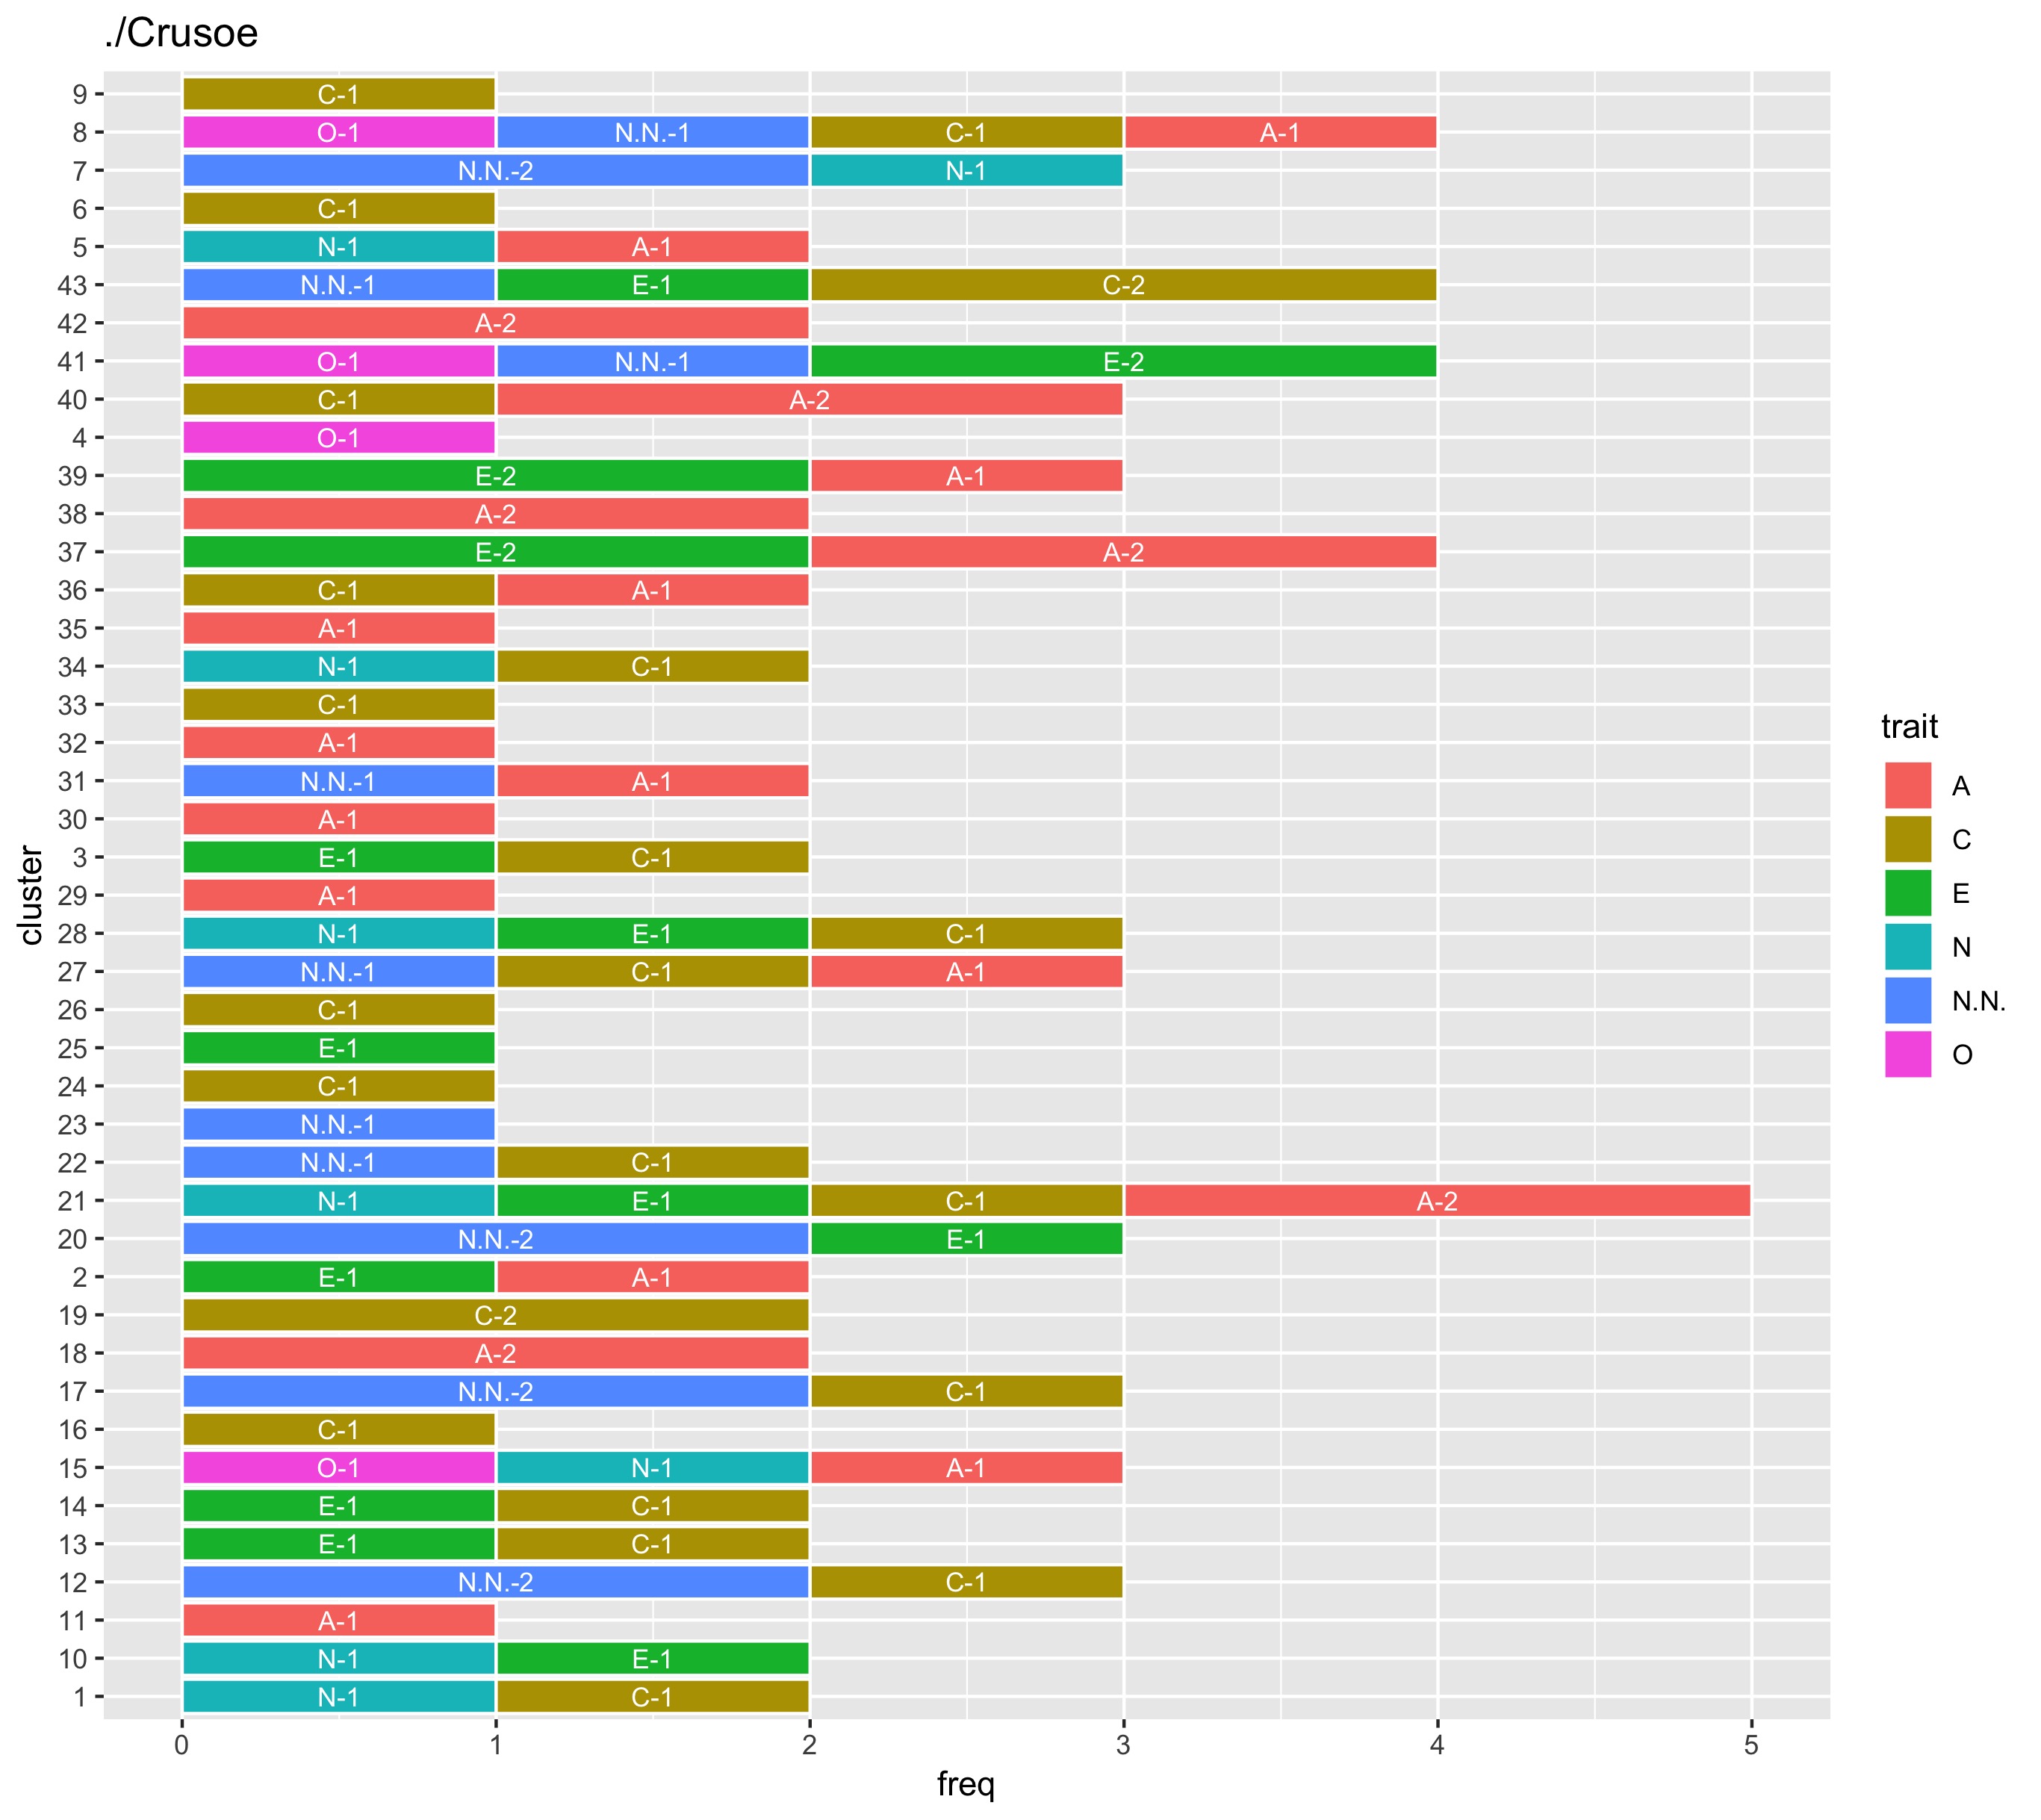 ./Crusoe
9 C-1
8 O-1 N.N.-1 C-1 A-1
7 N.N.-2 N-1
6 C-1
5 N-1 A-1
43 N.N.-1 E-1 C-2
42 A-2
41 O-1 N.N.-1 E-2
40 C-1 A-2
4 O-1
39 E-2 A-1
38 A-2
37 E-2 A-2
36 C-1 A-1
35 A-1
34 N-1 C-1
33 C-1
32 A-1
31 N.N.-1 A-1
30 A-1
3 E-1 C-1
29 A-1
28 N-1 E-1 C-1
27 N.N.-1 C-1 A-1
26 C-1
25 E-1
24 C-1
23 N.N.-1
22 N.N.-1 C-1
21 N-1 E-1 C-1 A-2
20 N.N.-2 E-1
2 E-1 A-1
19 C-2
18 A-2
17 N.N.-2 C-1
16 C-1
15 O-1 N-1 A-1
14 E-1 C-1
13 E-1 C-1
12 N.N.-2 C-1
11 A-1
10 N-1 E-1
1 N-1 C-1
0 1 2 3 4 5
freq
cluster
trait
A
C
E
N
N.N.
O